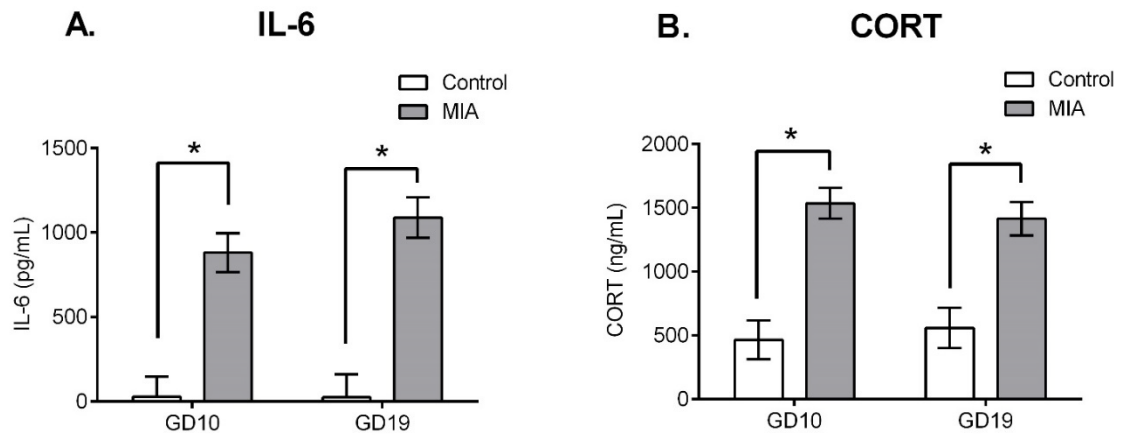 A. IL-6
Control
MIA
1500
1000
500
0
IL-6 (pg/mL)
* *
GD10 GD19
B. CORT
Control
MIA
2000
1500
1000
500
0
CORT (ng/mL)
* *
GD10 GD19